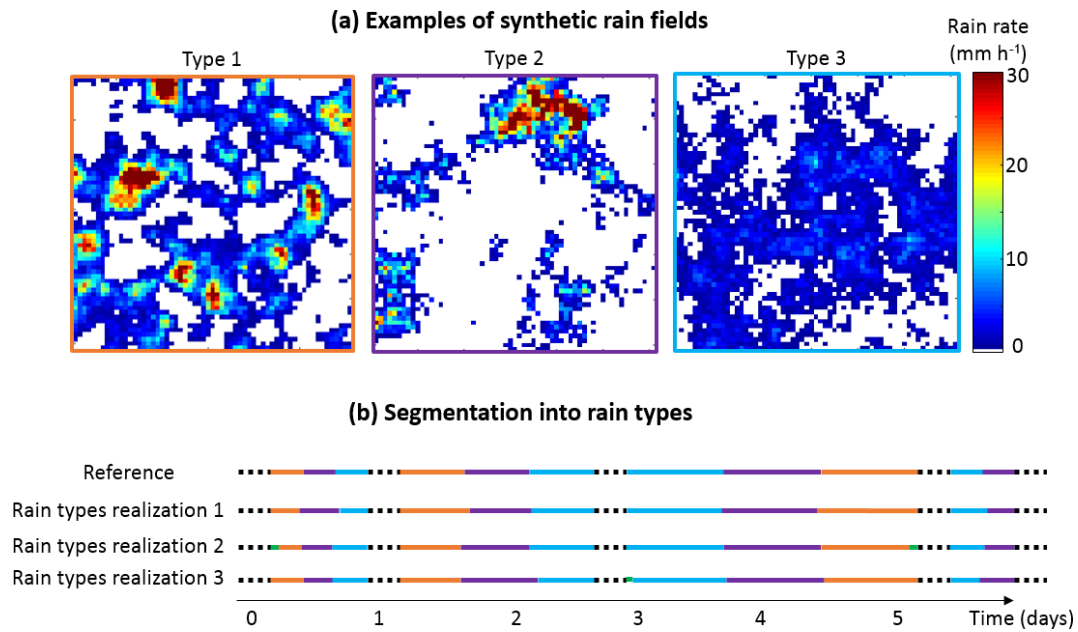 (a) Examples of synthetic rain fields
Rain rate
(mm h⁻¹)
Type 1
Type 2
Type 3
30
20
10
0
(b) Segmentation into rain types
Reference
Rain types realization 1
Rain types realization 2
Rain types realization 3
0 1 2 3 4 5 Time (days)